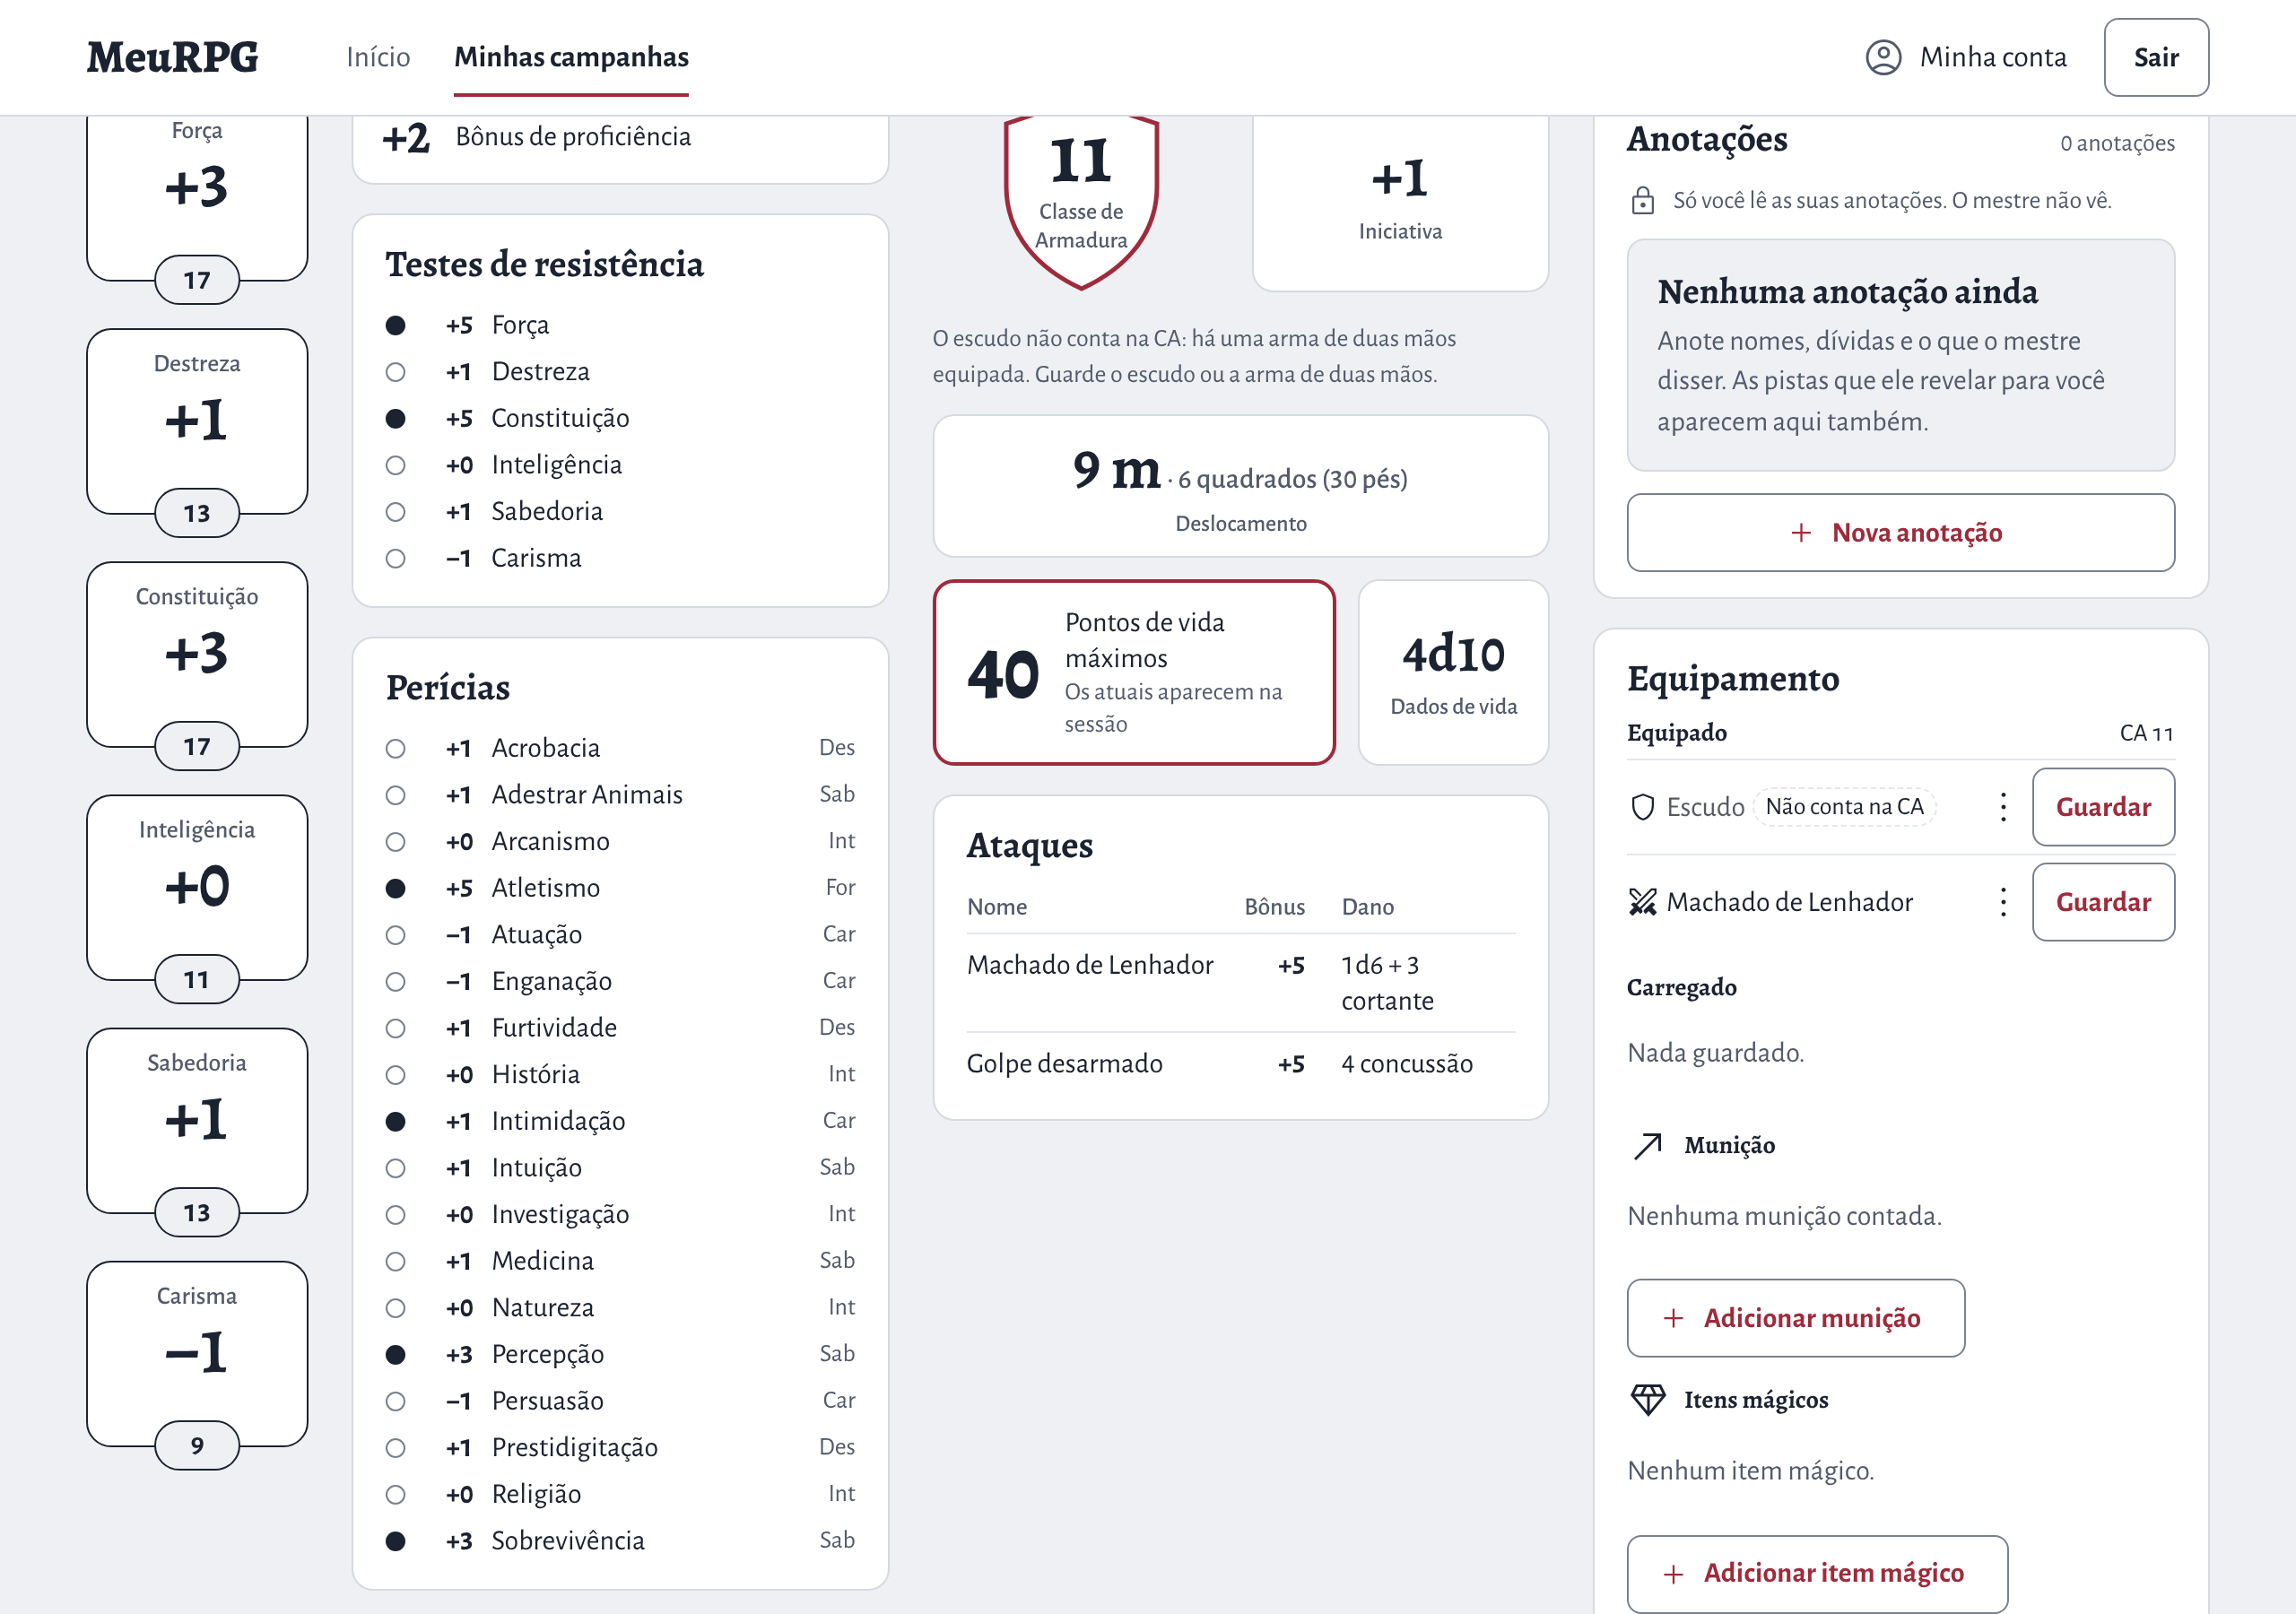 MeuRPG
Início
Minhas campanhas
Minha conta
Sair
Força
+3
17
Destreza
+1
13
Constituição
+3
17
Inteligência
+0
11
Sabedoria
+1
13
Carisma
−1
9
+2 Bônus de proficiência
Testes de resistência
+5 Força
+1 Destreza
+5 Constituição
+0 Inteligência
+1 Sabedoria
−1 Carisma
Perícias
+1 Acrobacia Des
+1 Adestrar Animais Sab
+0 Arcanismo Int
+5 Atletismo For
−1 Atuação Car
−1 Enganação Car
+1 Furtividade Des
+0 História Int
+1 Intimidação Car
+1 Intuição Sab
+0 Investigação Int
+1 Medicina Sab
+0 Natureza Int
+3 Percepção Sab
−1 Persuasão Car
+1 Prestidigitação Des
+0 Religião Int
+3 Sobrevivência Sab
11
Classe de
Armadura
+1
Iniciativa
O escudo não conta na CA: há uma arma de duas mãos
equipada. Guarde o escudo ou a arma de duas mãos.
9 m · 6 quadrados (30 pés)
Deslocamento
40
Pontos de vida
máximos
Os atuais aparecem na
sessão
4d10
Dados de vida
Ataques
Nome Bônus Dano
Machado de Lenhador +5 1d6 + 3
cortante
Golpe desarmado +5 4 concussão
Anotações
0 anotações
Só você lê as suas anotações. O mestre não vê.
Nenhuma anotação ainda
Anote nomes, dívidas e o que o mestre
disser. As pistas que ele revelar para você
aparecem aqui também.
+ Nova anotação
Equipamento
Equipado CA 11
Escudo Não conta na CA Guardar
Machado de Lenhador Guardar
Carregado
Nada guardado.
Munição
Nenhuma munição contada.
+ Adicionar munição
Itens mágicos
Nenhum item mágico.
+ Adicionar item mágico